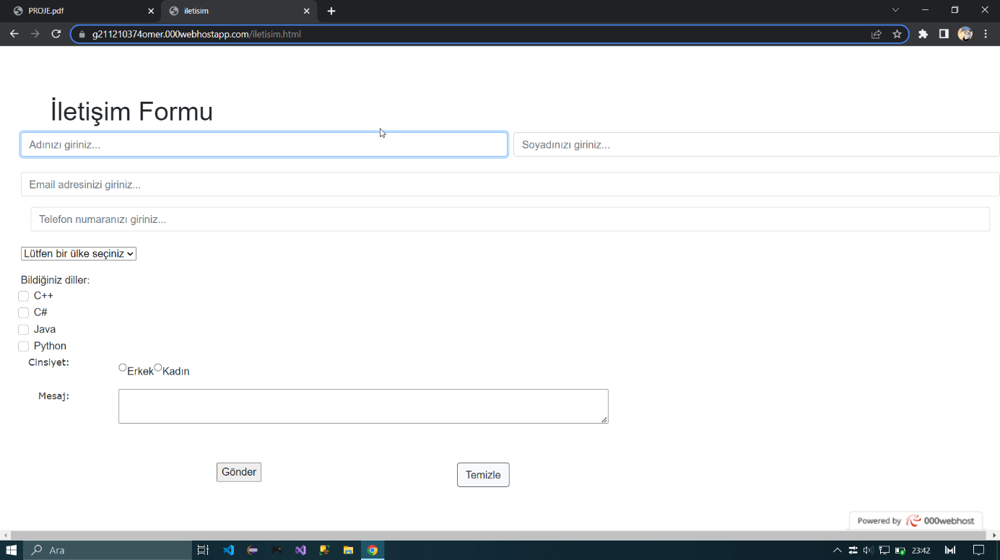 PROJE.pdf
iletisim
g211210374omer.000webhostapp.com/iletisim.html
İletişim Formu
Adınızı giriniz...
Soyadınızı giriniz...
Email adresinizi giriniz...
Telefon numaranızı giriniz...
Lütfen bir ülke seçiniz
Bildiğiniz diller:
C++
C#
Java
Python
Cinsiyet:
Erkek Kadın
Mesaj:
Gönder
Temizle
Powered by 000webhost
Ara
23:42